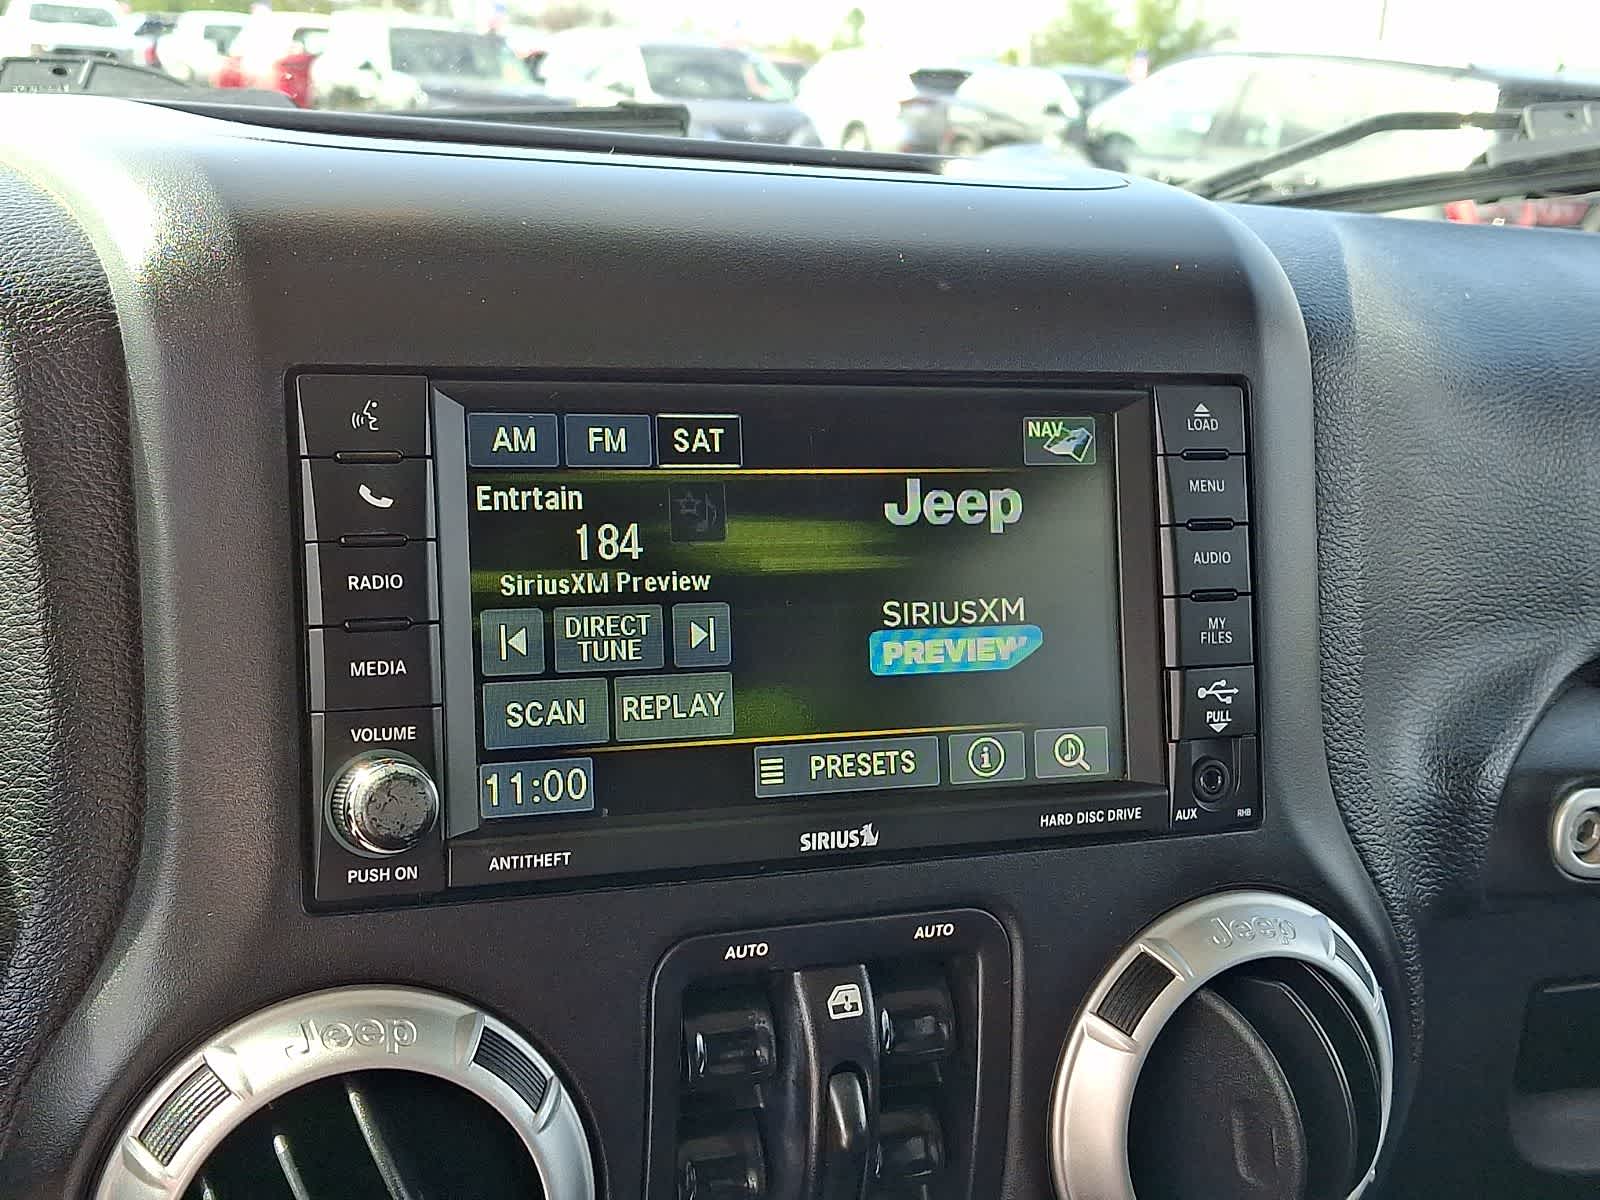 AM FM SAT NAV
Entrtain
184
SiriusXM Preview
DIRECT
TUNE
SCAN REPLAY
11:00
PRESETS
Jeep
SIRIUSXM
PREVIEW
RADIO
MEDIA
VOLUME
PUSH ON
LOAD
MENU
AUDIO
MY
FILES
PULL
AUX RHB
ANTITHEFT
SIRIUS
HARD DISC DRIVE
AUTO AUTO
Jeep
Jeep